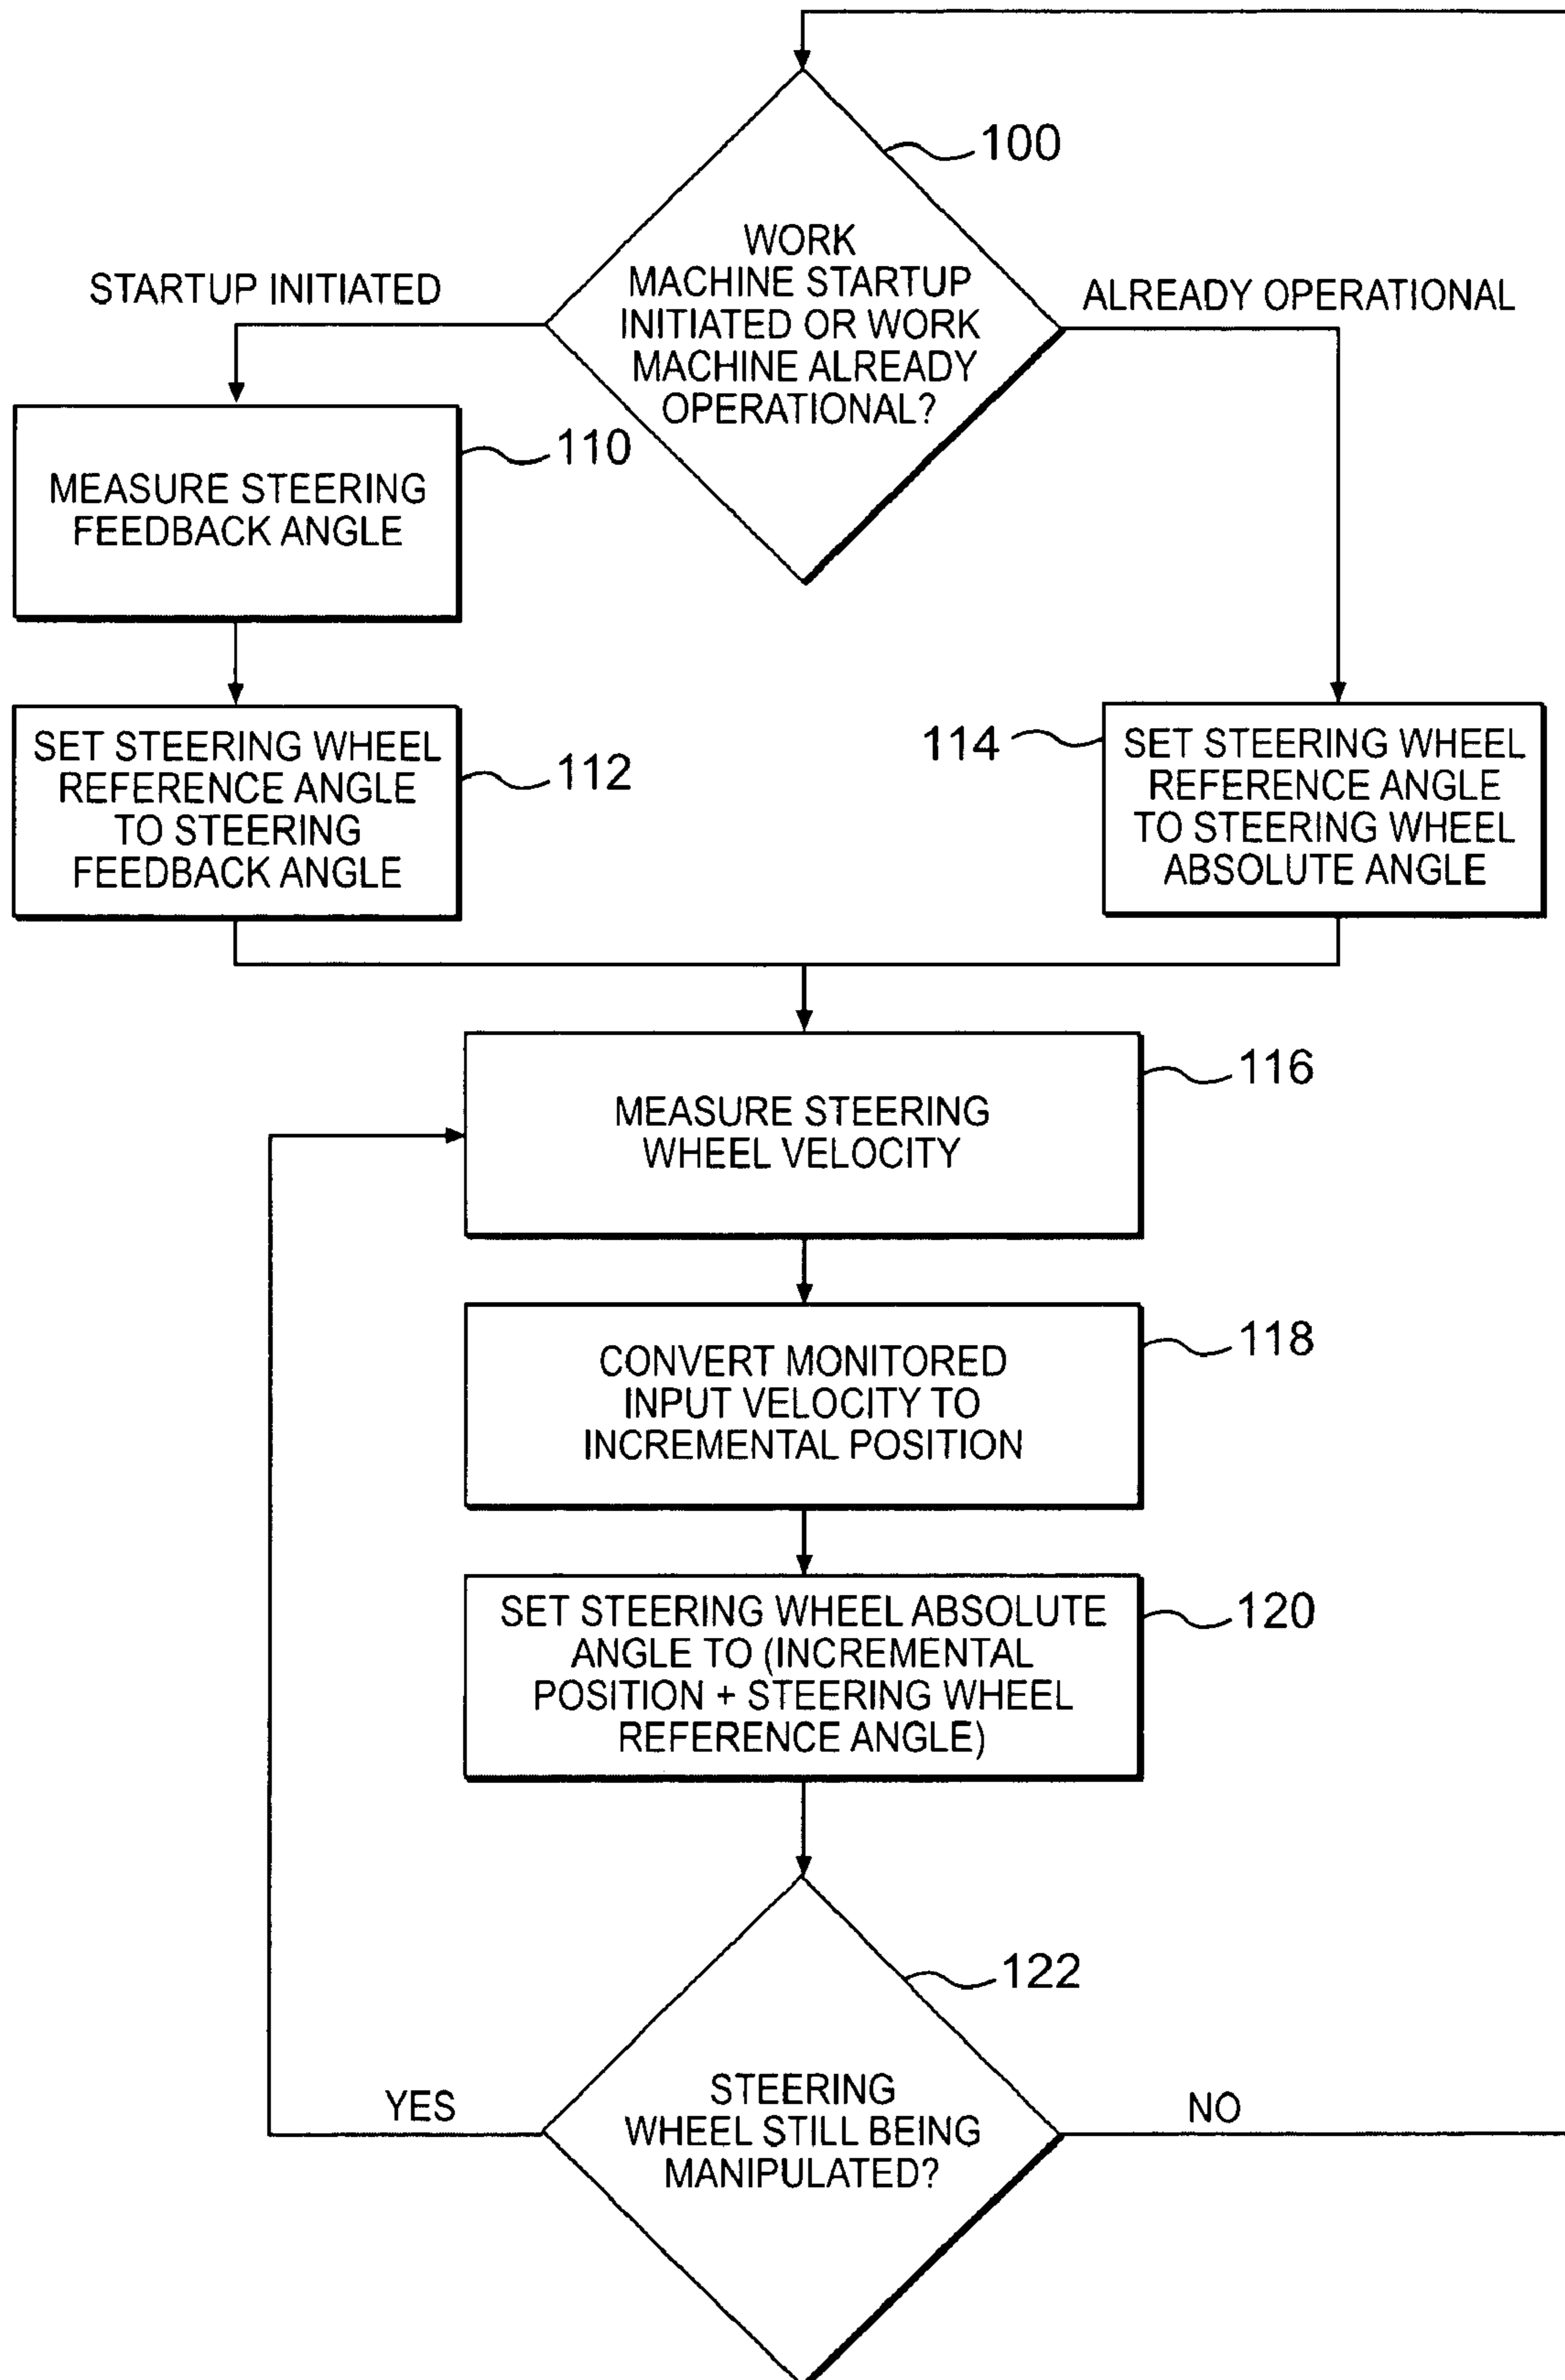 100
WORK
MACHINE STARTUP
INITIATED OR WORK
MACHINE ALREADY
OPERATIONAL?
STARTUP INITIATED
ALREADY OPERATIONAL
110
MEASURE STEERING
FEEDBACK ANGLE
112
SET STEERING WHEEL
REFERENCE ANGLE
TO STEERING
FEEDBACK ANGLE
114
SET STEERING WHEEL
REFERENCE ANGLE
TO STEERING WHEEL
ABSOLUTE ANGLE
116
MEASURE STEERING
WHEEL VELOCITY
118
CONVERT MONITORED
INPUT VELOCITY TO
INCREMENTAL POSITION
120
SET STEERING WHEEL ABSOLUTE
ANGLE TO (INCREMENTAL
POSITION + STEERING WHEEL
REFERENCE ANGLE)
122
STEERING
WHEEL STILL BEING
MANIPULATED?
YES
NO